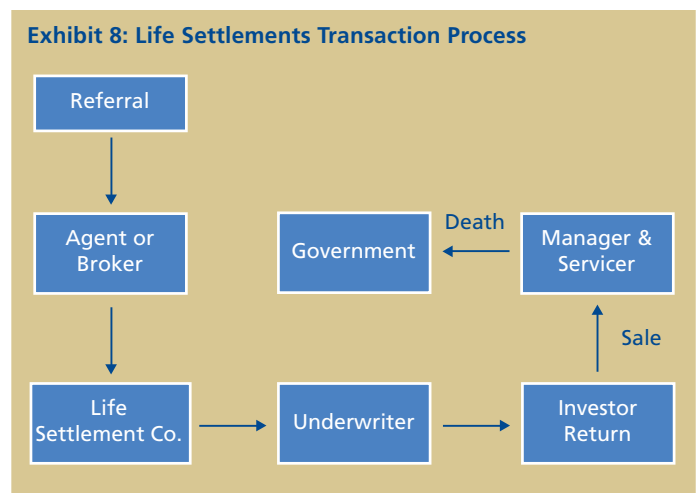 Exhibit 8: Life Settlements Transaction Process
Referral
Agent or
Broker
Life
Settlement Co.
Underwriter
Investor
Return
Sale
Manager &
Servicer
Death
Government